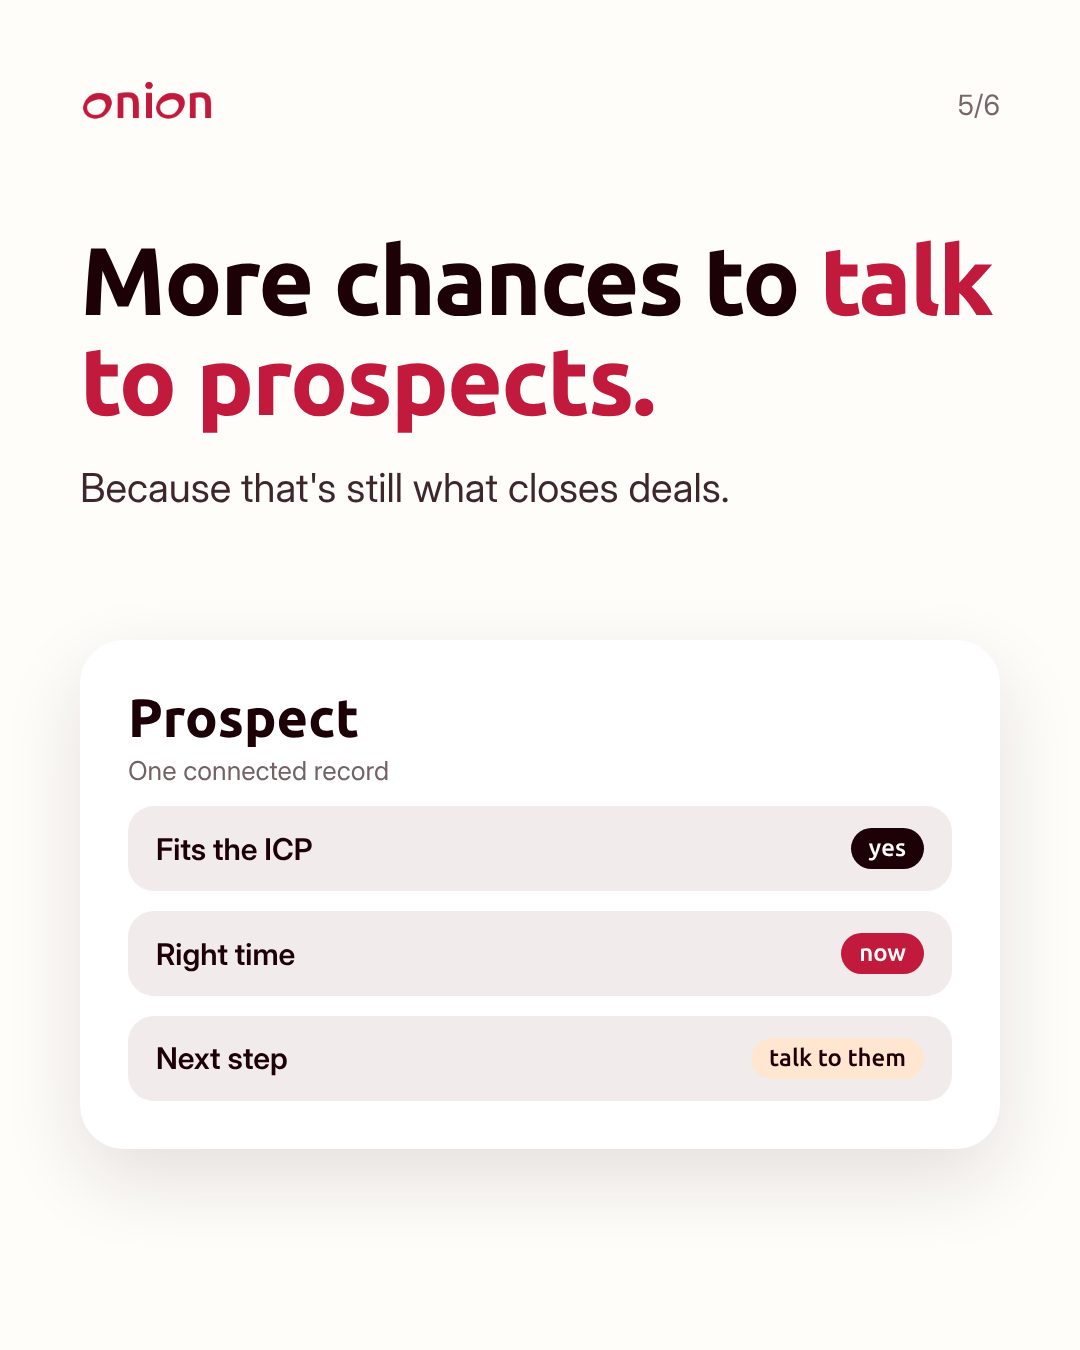 onion
5/6
More chances to talk
to prospects.
Because that's still what closes deals.
Prospect
One connected record
Fits the ICP
yes
Right time
now
Next step
talk to them